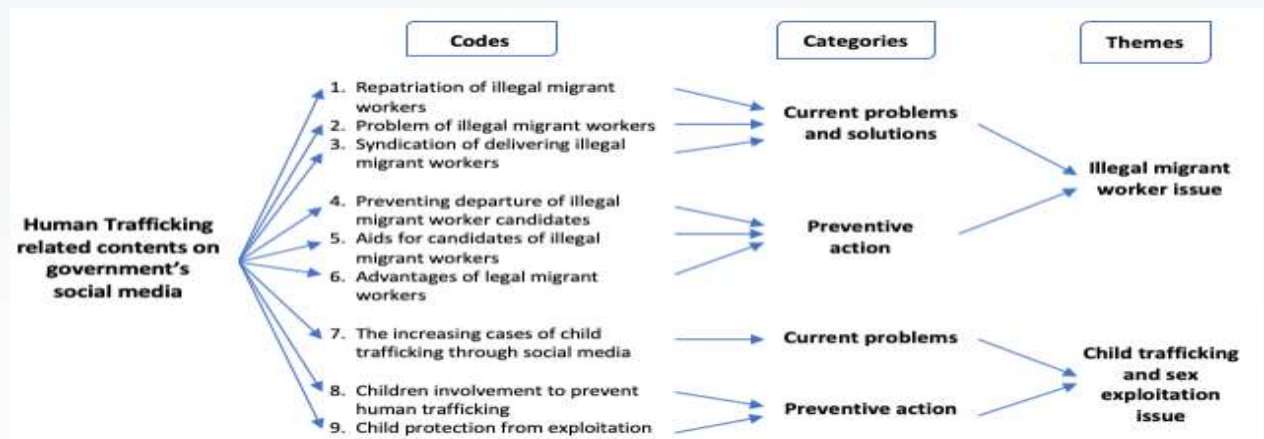 Codes
Categories
Themes
Human Trafficking
related contents on
government's
social media
1. Repatriation of illegal migrant
workers
2. Problem of illegal migrant workers
3. Syndication of delivering illegal
migrant workers
4. Preventing departure of illegal
migrant worker candidates
5. Aids for candidates of illegal
migrant workers
6. Advantages of legal migrant
workers
7. The increasing cases of child
trafficking through social media
8. Children involvement to prevent
human trafficking
9. Child protection from exploitation
Current problems
and solutions
Preventive
action
Current problems
Preventive action
Illegal migrant
worker issue
Child trafficking
and sex
exploitation
issue